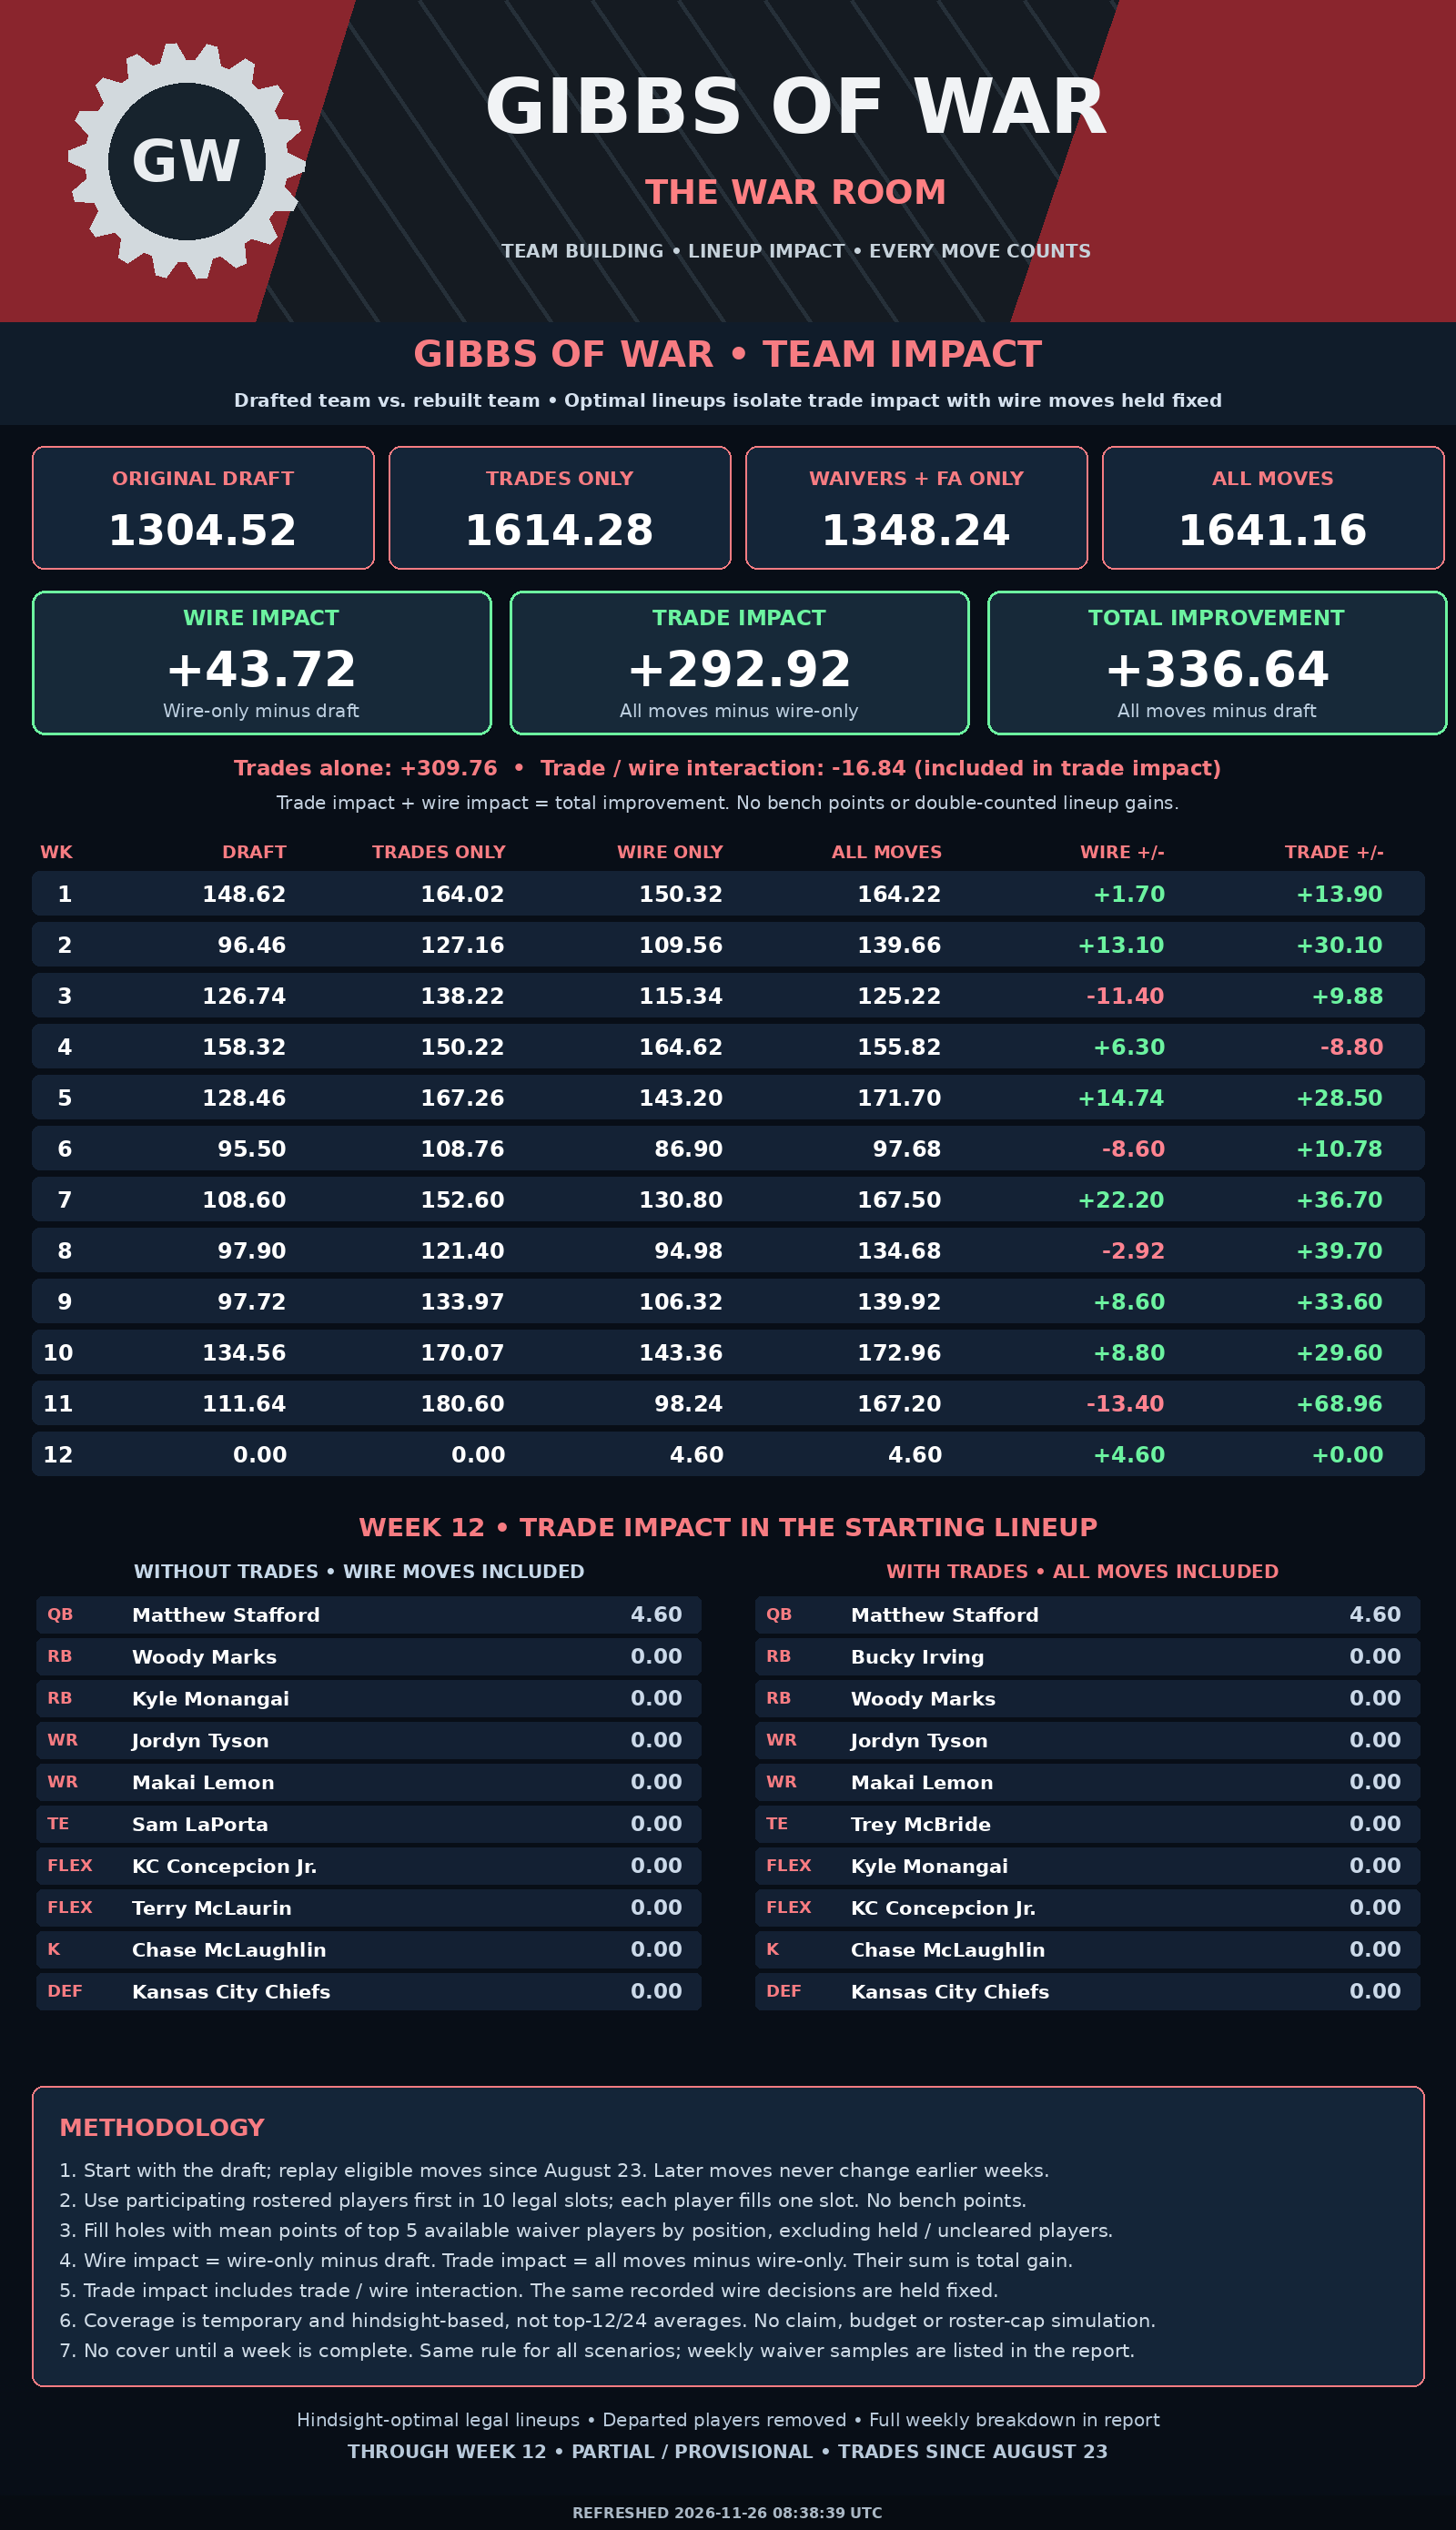 GW
GIBBS OF WAR
THE WAR ROOM
TEAM BUILDING • LINEUP IMPACT • EVERY MOVE COUNTS
GIBBS OF WAR • TEAM IMPACT
Drafted team vs. rebuilt team • Optimal lineups isolate trade impact with wire moves held fixed
ORIGINAL DRAFT TRADES ONLY WAIVERS + FA ONLY ALL MOVES
1304.52 1614.28 1348.24 1641.16
WIRE IMPACT TRADE IMPACT TOTAL IMPROVEMENT
+43.72 +292.92 +336.64
Wire-only minus draft All moves minus wire-only All moves minus draft
Trades alone: +309.76 • Trade / wire interaction: -16.84 (included in trade impact)
Trade impact + wire impact = total improvement. No bench points or double-counted lineup gains.
WK DRAFT TRADES ONLY WIRE ONLY ALL MOVES WIRE +/- TRADE +/-
1 148.62 164.02 150.32 164.22 +1.70 +13.90
2 96.46 127.16 109.56 139.66 +13.10 +30.10
3 126.74 138.22 115.34 125.22 -11.40 +9.88
4 158.32 150.22 164.62 155.82 +6.30 -8.80
5 128.46 167.26 143.20 171.70 +14.74 +28.50
6 95.50 108.76 86.90 97.68 -8.60 +10.78
7 108.60 152.60 130.80 167.50 +22.20 +36.70
8 97.90 121.40 94.98 134.68 -2.92 +39.70
9 97.72 133.97 106.32 139.92 +8.60 +33.60
10 134.56 170.07 143.36 172.96 +8.80 +29.60
11 111.64 180.60 98.24 167.20 -13.40 +68.96
12 0.00 0.00 4.60 4.60 +4.60 +0.00
WEEK 12 • TRADE IMPACT IN THE STARTING LINEUP
WITHOUT TRADES • WIRE MOVES INCLUDED
QB Matthew Stafford 4.60
RB Woody Marks 0.00
RB Kyle Monangai 0.00
WR Jordyn Tyson 0.00
WR Makai Lemon 0.00
TE Sam LaPorta 0.00
FLEX KC Concepcion Jr. 0.00
FLEX Terry McLaurin 0.00
K Chase McLaughlin 0.00
DEF Kansas City Chiefs 0.00
WITH TRADES • ALL MOVES INCLUDED
QB Matthew Stafford 4.60
RB Bucky Irving 0.00
RB Woody Marks 0.00
WR Jordyn Tyson 0.00
WR Makai Lemon 0.00
TE Trey McBride 0.00
FLEX Kyle Monangai 0.00
FLEX KC Concepcion Jr. 0.00
K Chase McLaughlin 0.00
DEF Kansas City Chiefs 0.00
METHODOLOGY
1. Start with the draft; replay eligible moves since August 23. Later moves never change earlier weeks.
2. Use participating rostered players first in 10 legal slots; each player fills one slot. No bench points.
3. Fill holes with mean points of top 5 available waiver players by position, excluding held / uncleared players.
4. Wire impact = wire-only minus draft. Trade impact = all moves minus wire-only. Their sum is total gain.
5. Trade impact includes trade / wire interaction. The same recorded wire decisions are held fixed.
6. Coverage is temporary and hindsight-based, not top-12/24 averages. No claim, budget or roster-cap simulation.
7. No cover until a week is complete. Same rule for all scenarios; weekly waiver samples are listed in the report.
Hindsight-optimal legal lineups • Departed players removed • Full weekly breakdown in report
THROUGH WEEK 12 • PARTIAL / PROVISIONAL • TRADES SINCE AUGUST 23
REFRESHED 2026-11-26 08:38:39 UTC